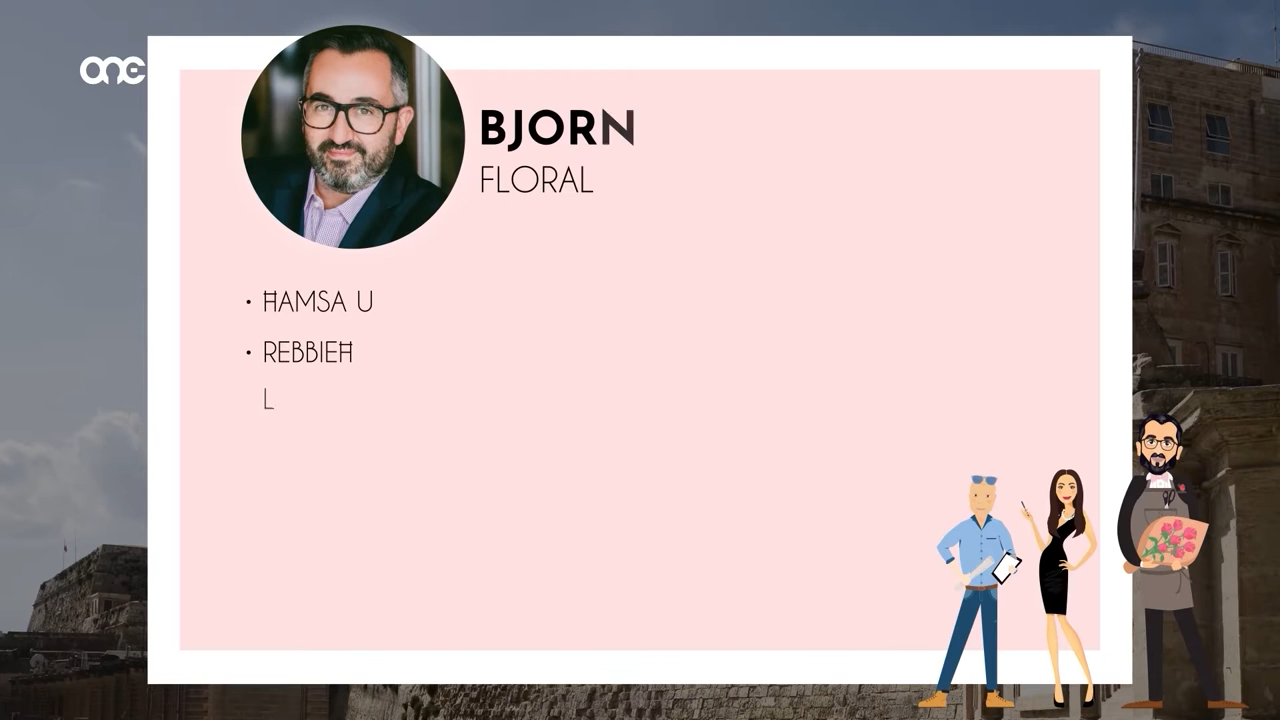 one
BJORN
FLORAL
• ĦAMSA U
• REBBIEĦ
L